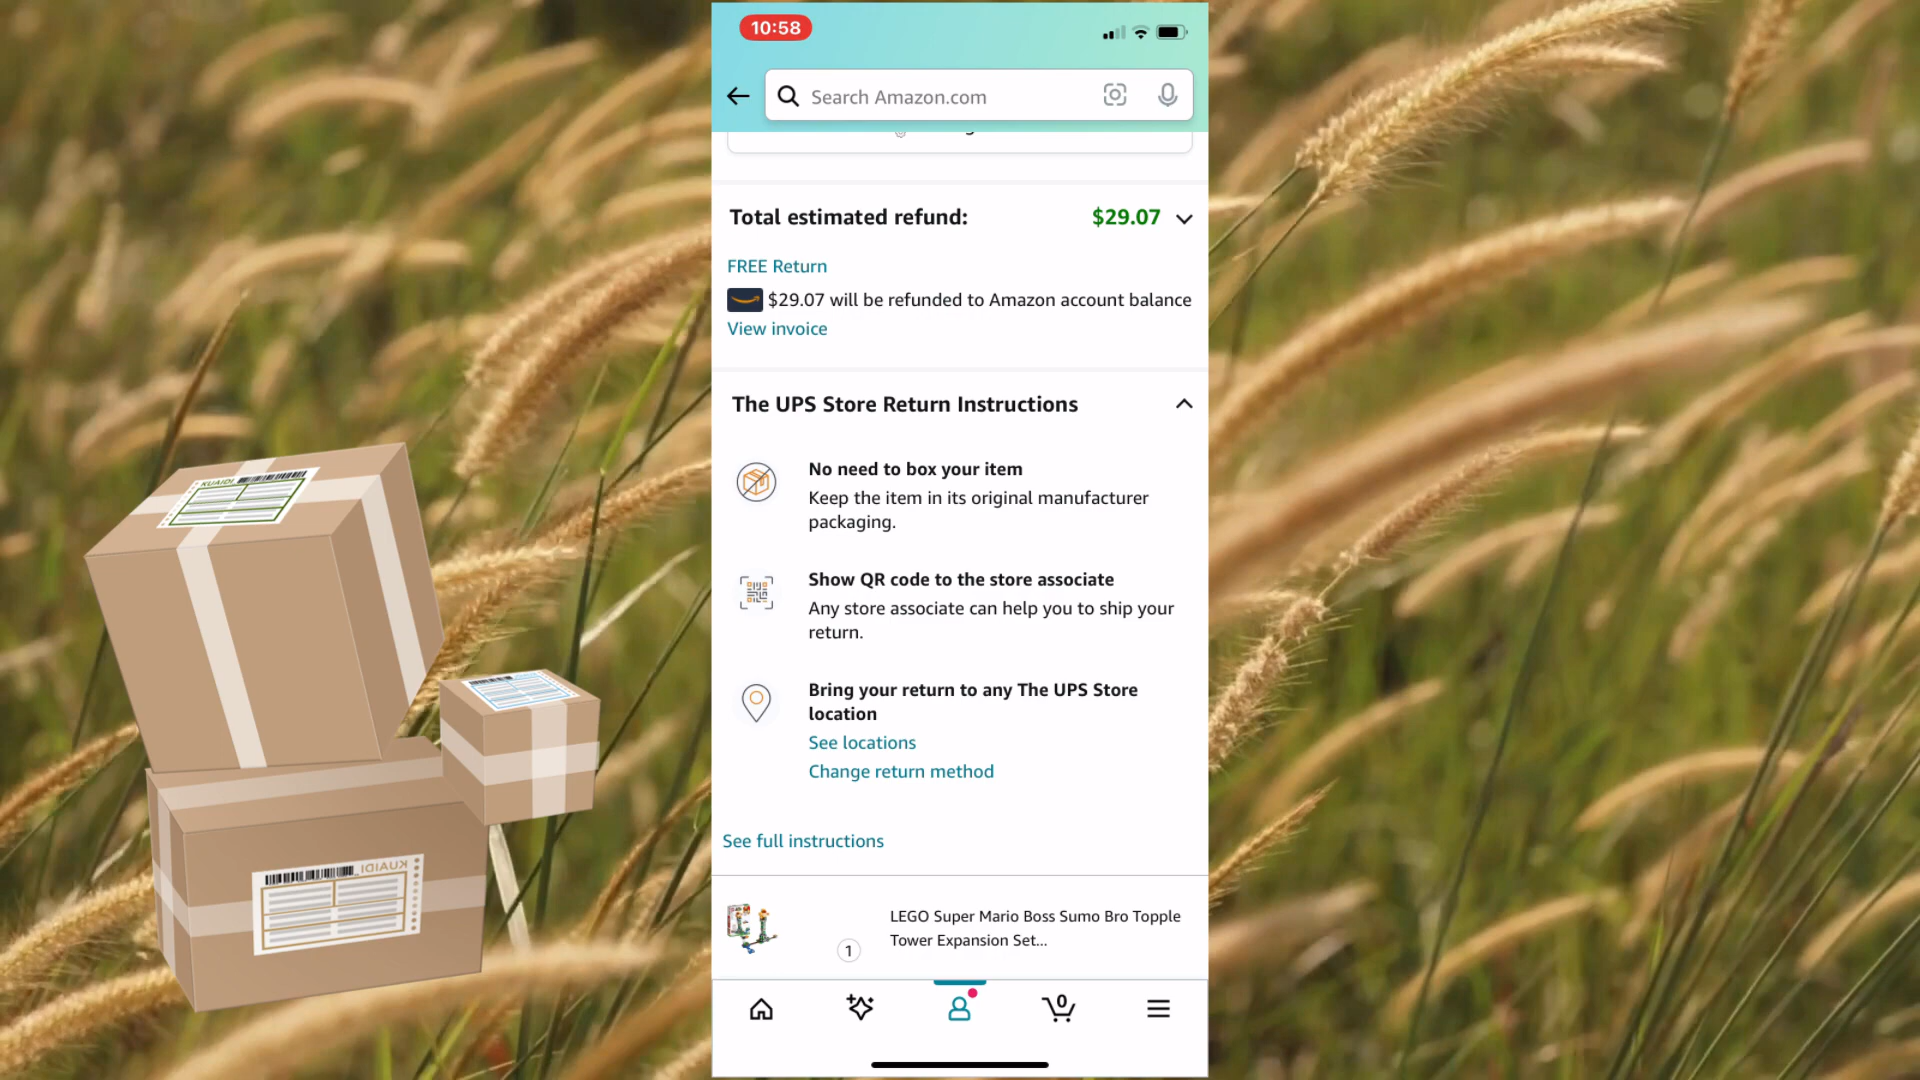 10:58
Search Amazon.com
Total estimated refund: $29.07
FREE Return
$29.07 will be refunded to Amazon account balance
View invoice
The UPS Store Return Instructions
No need to box your item
Keep the item in its original manufacturer
packaging.
Show QR code to the store associate
Any store associate can help you to ship your
return.
Bring your return to any The UPS Store
location
See locations
Change return method
See full instructions
LEGO Super Mario Boss Sumo Bro Topple
Tower Expansion Set...
1
0
KUAIDI
KUAIDI